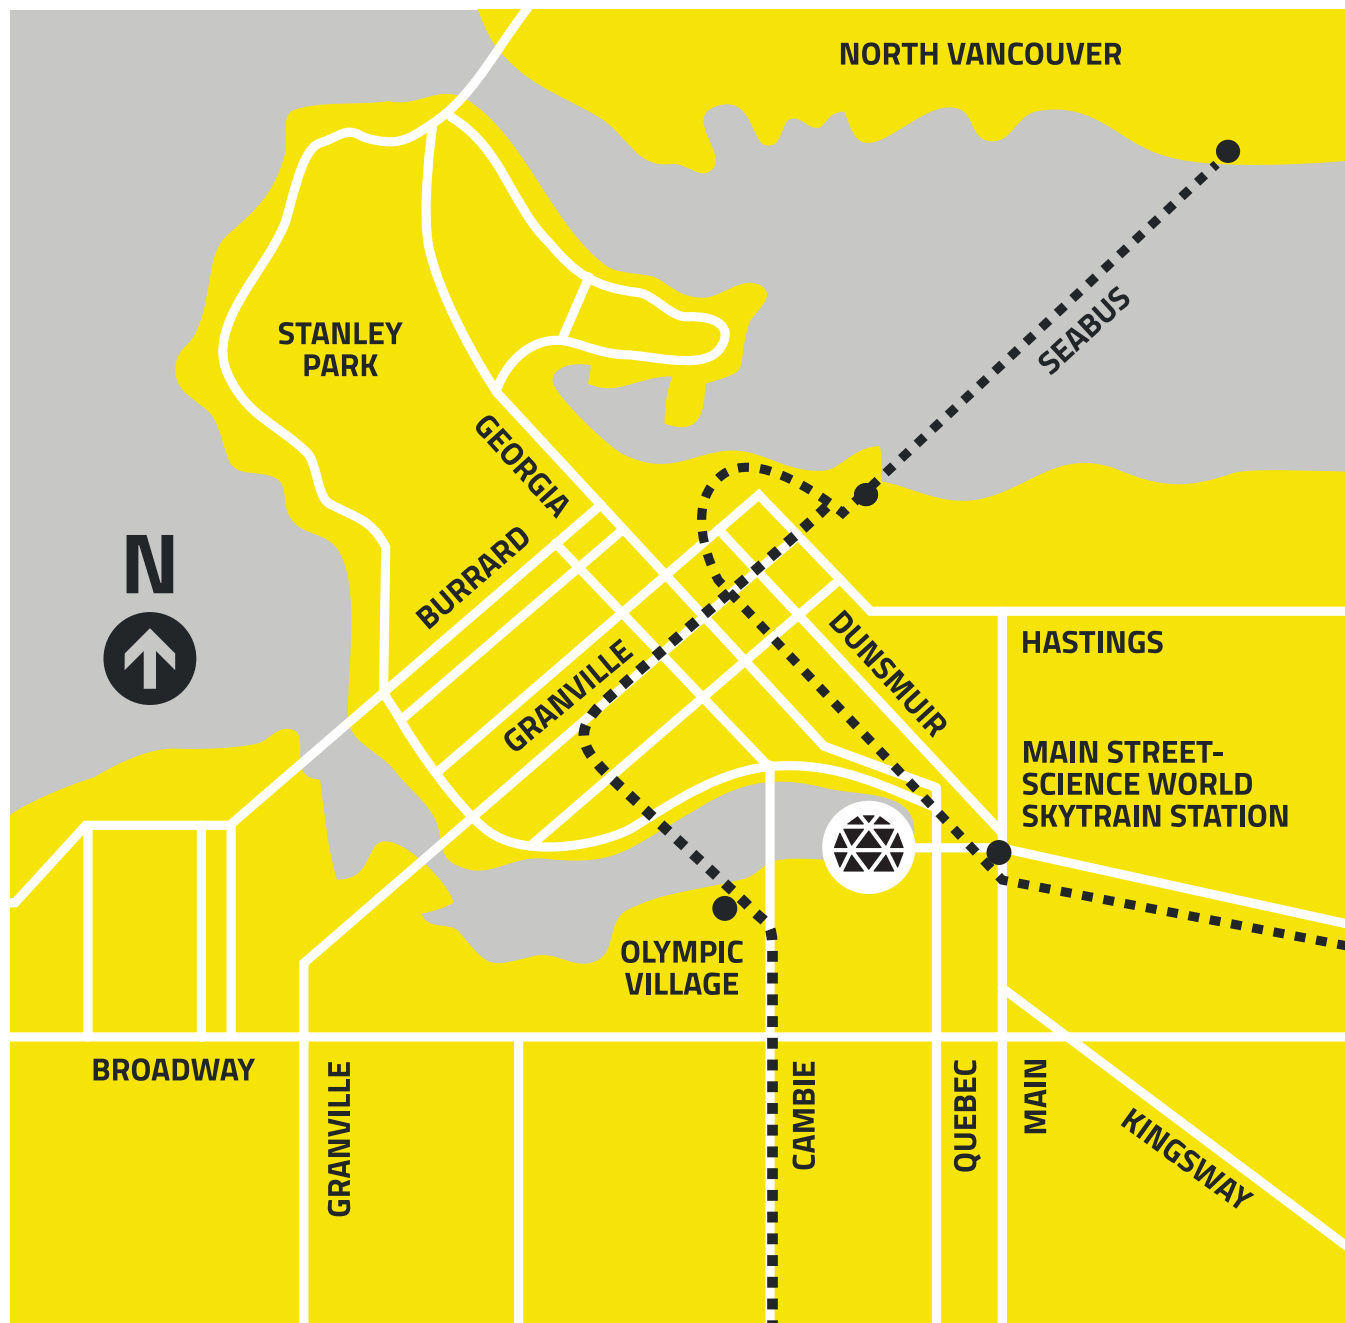 NORTH VANCOUVER
STANLEY
PARK
SEABUS
GEORGIA
BURRARD
N
GRANVILLE
DUNSMUIR
HASTINGS
MAIN STREET-
SCIENCE WORLD
SKYTRAIN STATION
OLYMPIC
VILLAGE
BROADWAY
GRANVILLE
CAMBIE
QUEBEC
MAIN
KINGSWAY